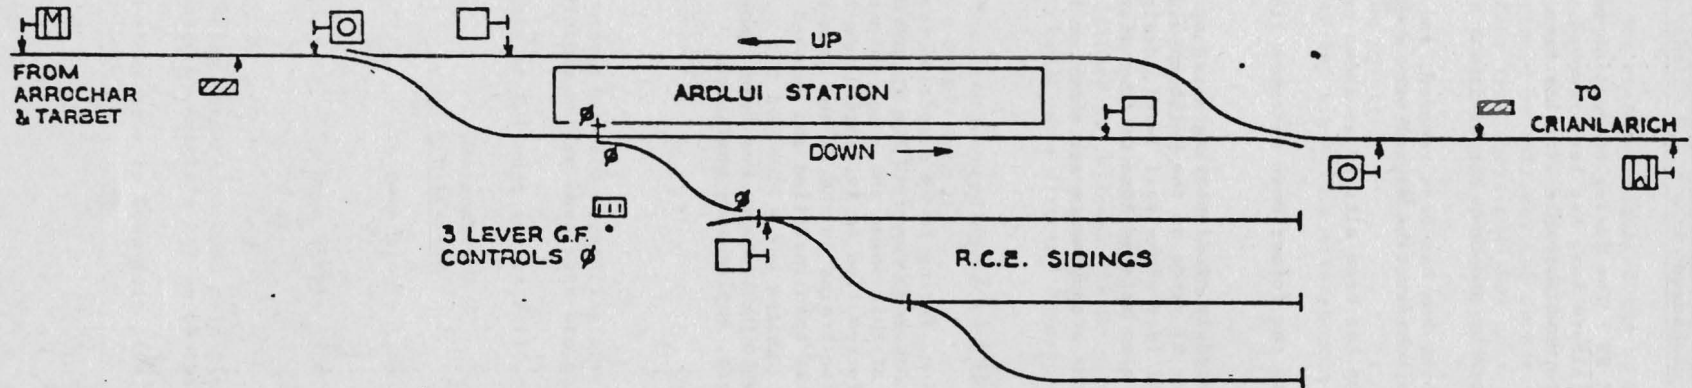 M
UP
FROM
ARROCHAR
& TARBET
ARDLUI STATION
TO
CRIANLARICH
DOWN
3 LEVER G.F.
CONTROLS Ø
R.C.E. SIDINGS
Ø
Ø
Ø